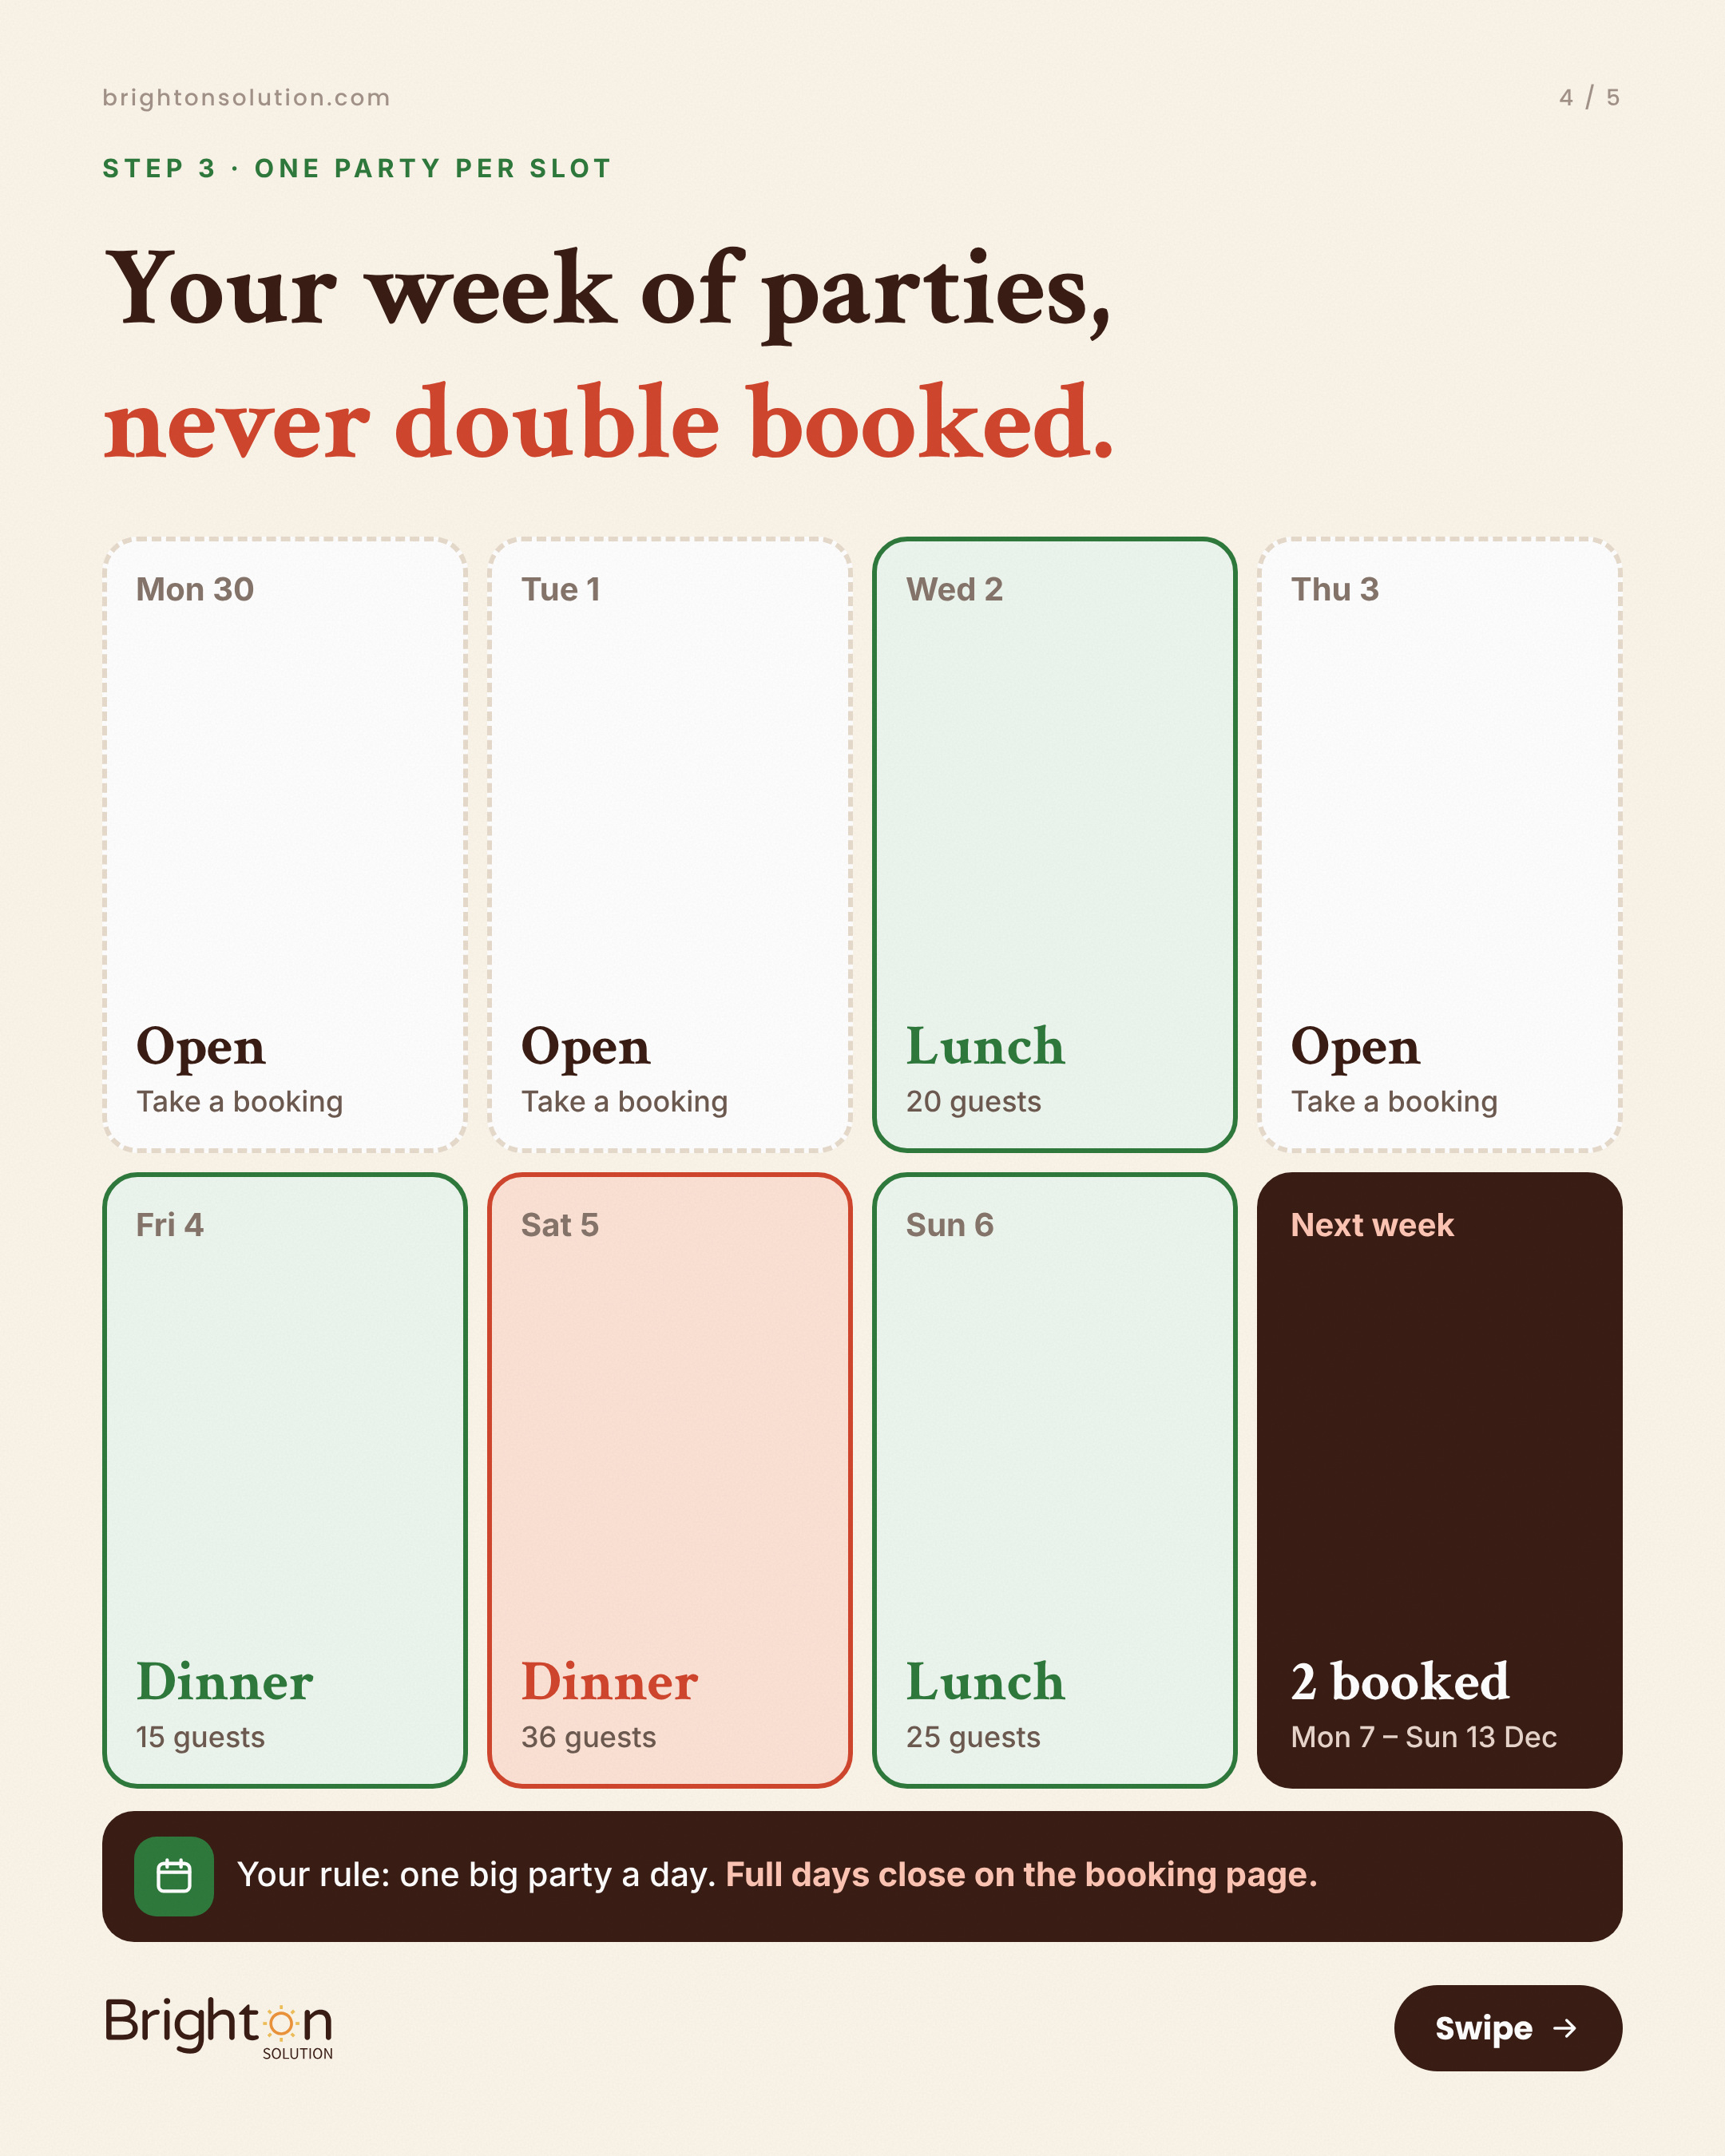 brightonsolution.com
4 / 5
STEP 3 · ONE PARTY PER SLOT
Your week of parties,
never double booked.
Mon 30
Open
Take a booking
Tue 1
Open
Take a booking
Wed 2
Lunch
20 guests
Thu 3
Open
Take a booking
Fri 4
Dinner
15 guests
Sat 5
Dinner
36 guests
Sun 6
Lunch
25 guests
Next week
2 booked
Mon 7 – Sun 13 Dec
Your rule: one big party a day. Full days close on the booking page.
Brighton
SOLUTION
Swipe →